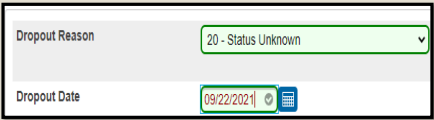 Dropout Reason 20 - Status Unknown
Dropout Date 09/22/2021